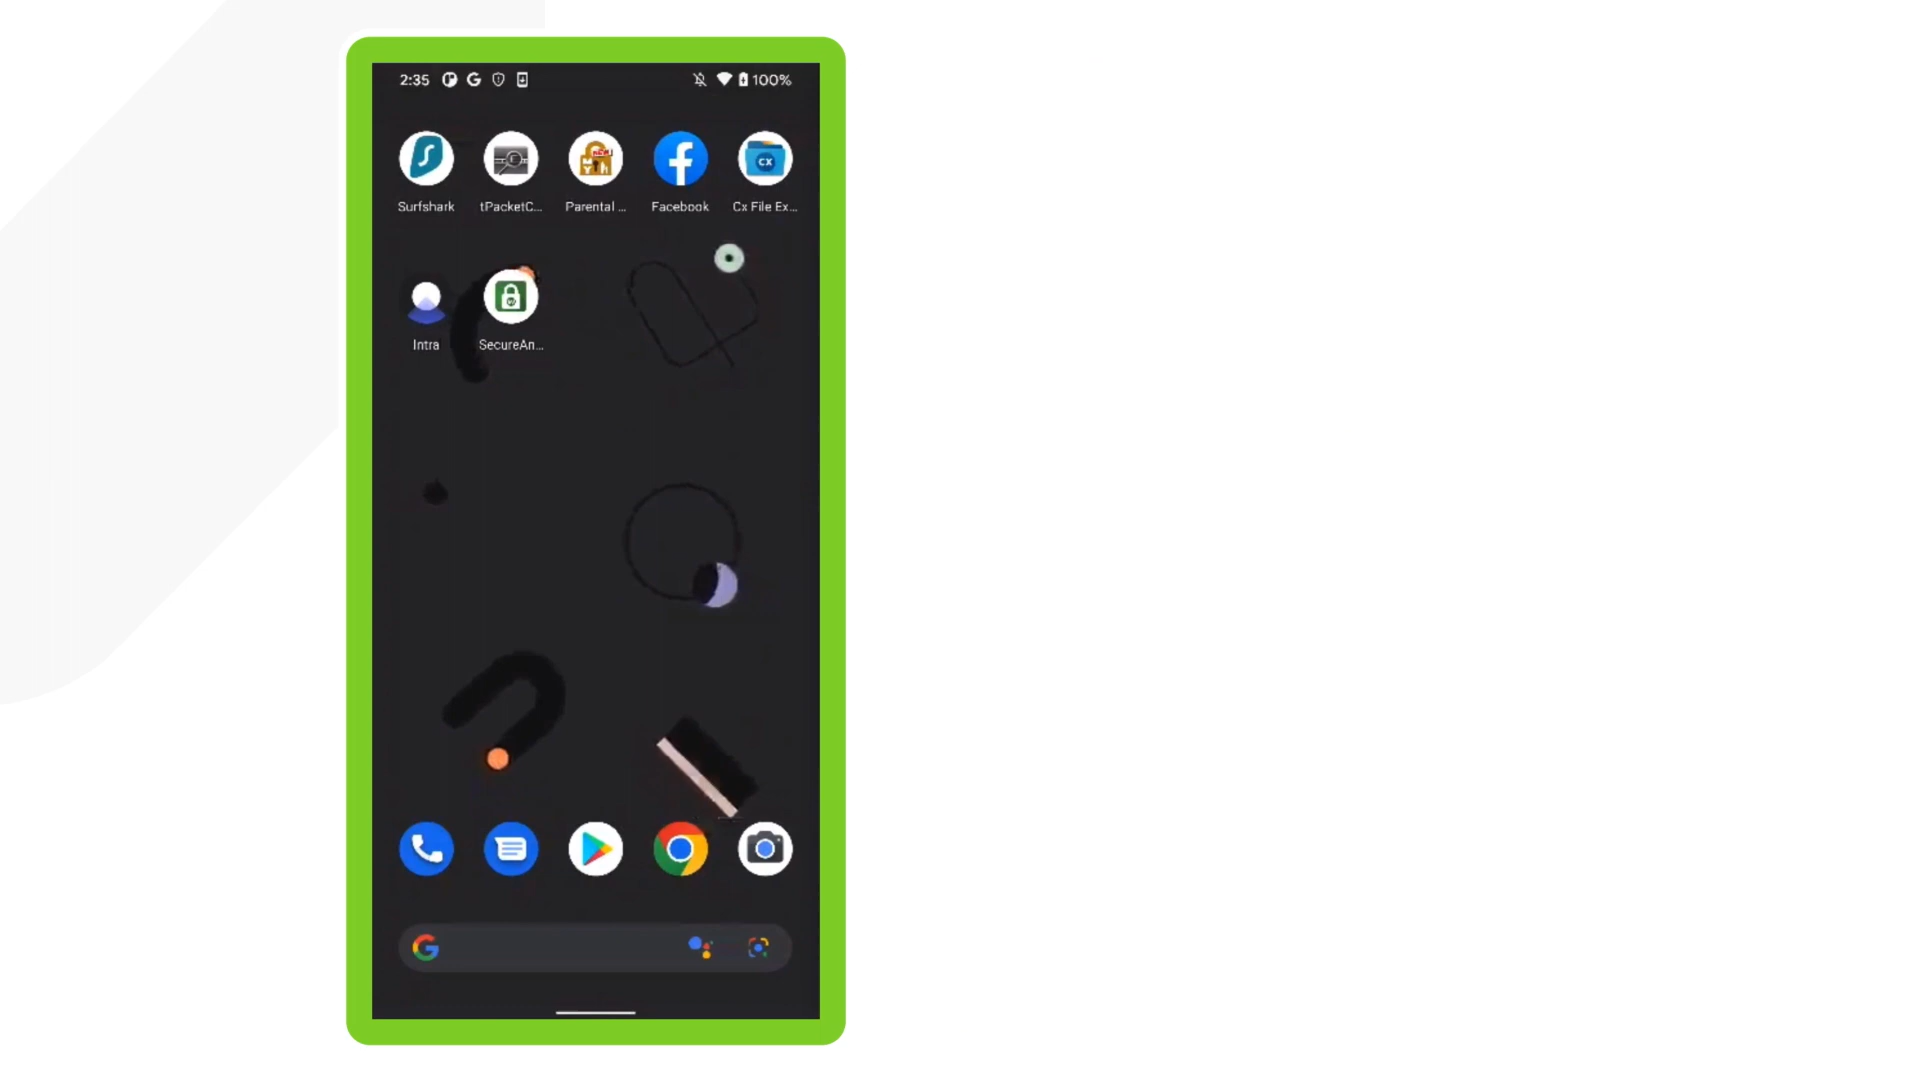 2:35 100%
Surfshark tPacketC... Parental ... Facebook Cx File Ex...
Intra SecureAn...